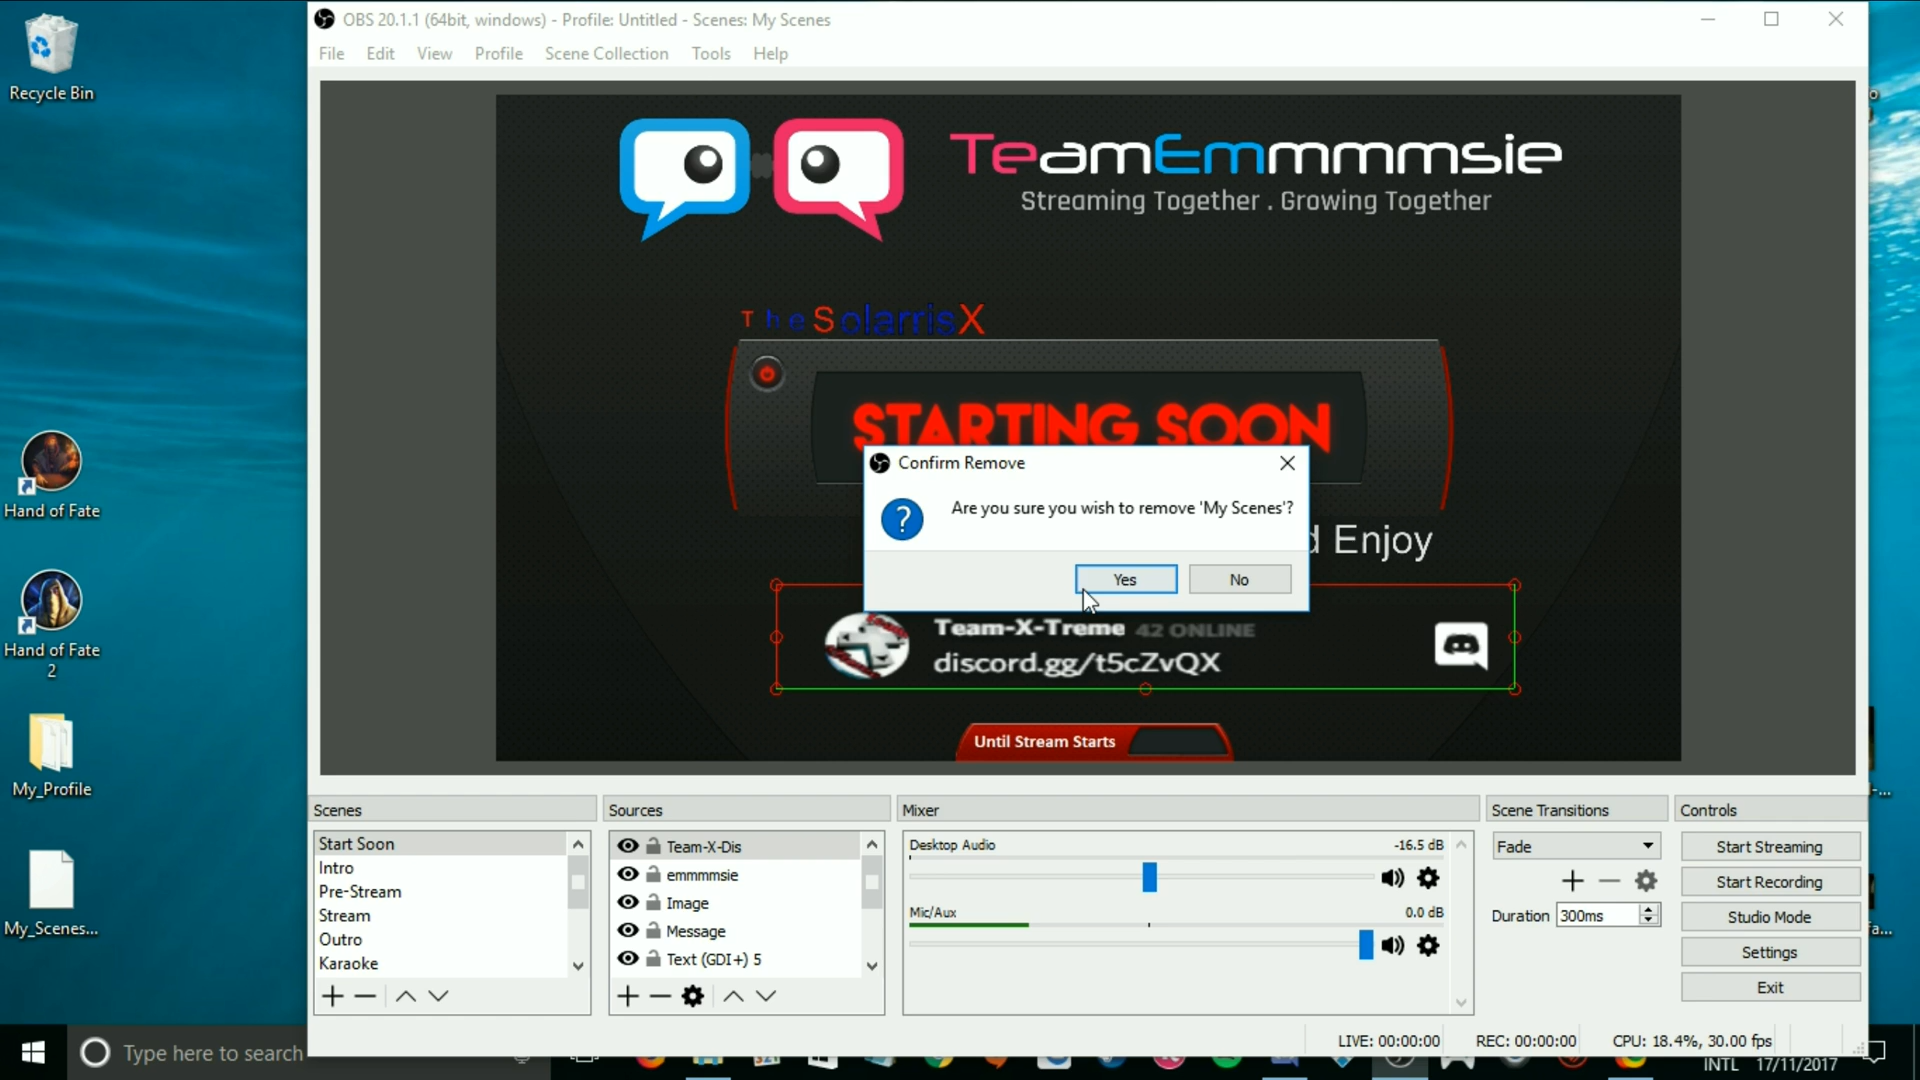 OBS 20.1.1 (64bit, windows) - Profile: Untitled - Scenes: My Scenes
File Edit View Profile Scene Collection Tools Help
Recycle Bin
Hand of Fate
Hand of Fate 2
My_Profile
My_Scenes...
TeamEmmmmsie
Streaming Together . Growing Together
TheSolarrisX
STARTING SOON
Confirm Remove
Are you sure you wish to remove 'My Scenes'?
Yes No
Enjoy
Team-X-Treme 42 ONLINE
discord.gg/t5cZvQX
Until Stream Starts
Scenes
Start Soon
Intro
Pre-Stream
Stream
Outro
Karaoke
Sources
Team-X-Dis
emmmmsie
Image
Message
Text (GDI+) 5
Mixer
Desktop Audio -16.5 dB
Mic/Aux 0.0 dB
Scene Transitions
Fade
Duration 300ms
Controls
Start Streaming
Start Recording
Studio Mode
Settings
Exit
LIVE: 00:00:00 REC: 00:00:00 CPU: 18.4%, 30.00 fps
Type here to search
INTL 17/11/2017